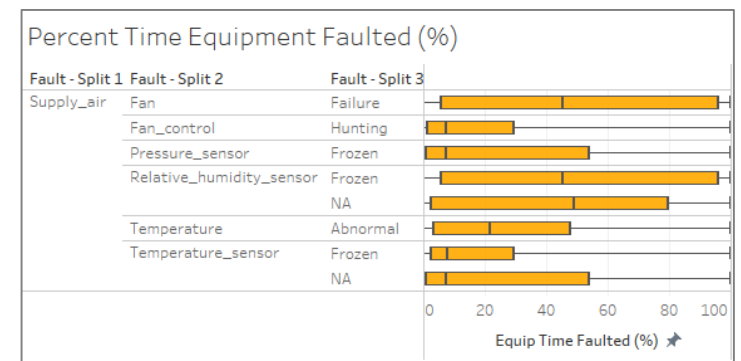 Percent Time Equipment Faulted (%)
Fault - Split 1 Fault - Split 2 Fault - Split 3
Supply_air Fan Failure
Fan_control Hunting
Pressure_sensor Frozen
Relative_humidity_sensor Frozen
NA
Temperature Abnormal
Temperature_sensor Frozen
NA
0 20 40 60 80 100
Equip Time Faulted (%)